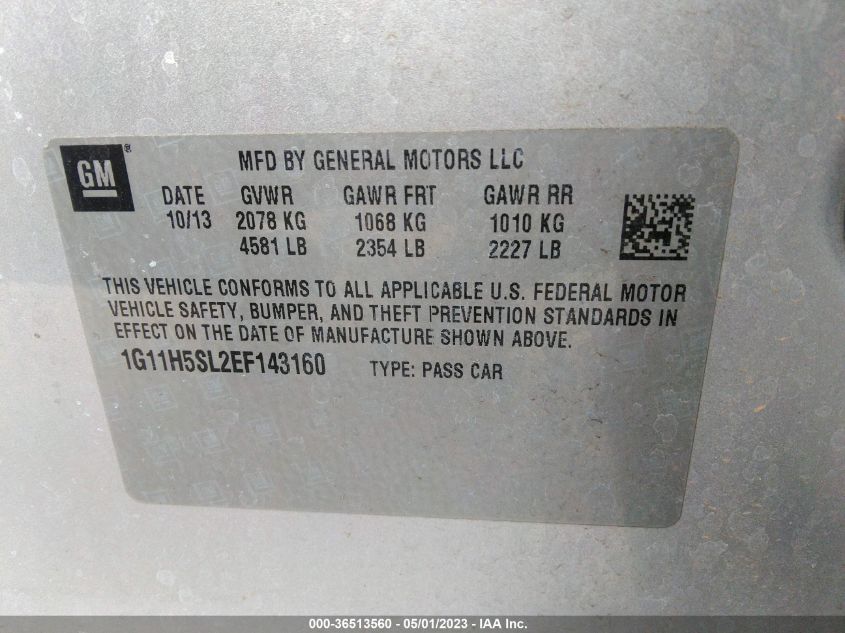 GM®
MFD BY GENERAL MOTORS LLC
DATE GVWR GAWR FRT GAWR RR
10/13 2078 KG 1068 KG 1010 KG
4581 LB 2354 LB 2227 LB
THIS VEHICLE CONFORMS TO ALL APPLICABLE U.S. FEDERAL MOTOR
VEHICLE SAFETY, BUMPER, AND THEFT PREVENTION STANDARDS IN
EFFECT ON THE DATE OF MANUFACTURE SHOWN ABOVE.
1G11H5SL2EF143160 TYPE: PASS CAR
000-36513560 - 05/01/2023 - IAA Inc.